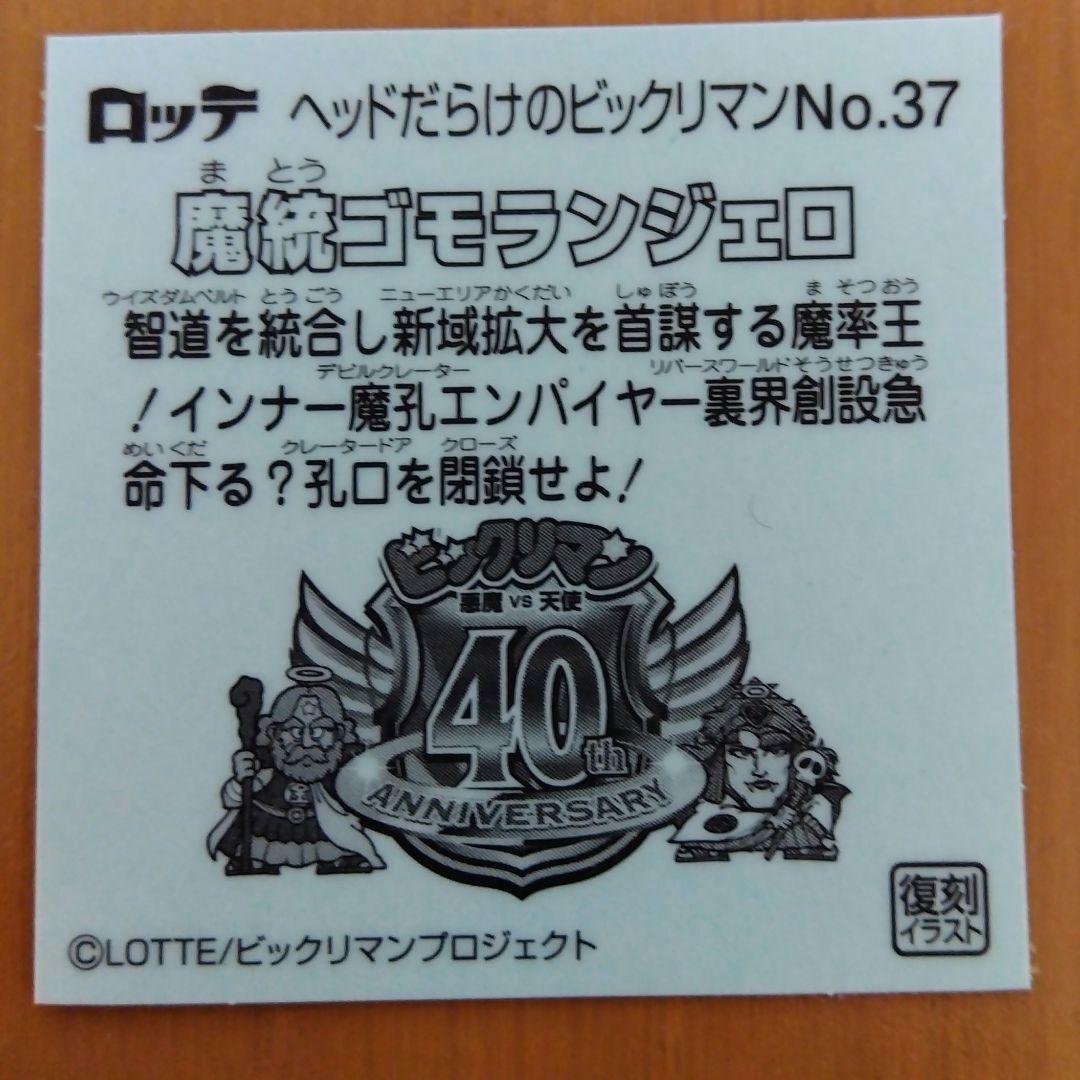 ロッテ ヘッドだらけのビックリマンNo.37
ま とう
魔統ゴモランジェロ
ウイズダムベルト とうごう ニューエリアかくだい しゅぼう まそつおう
智道を統合し新域拡大を首謀する魔率王
デビルクレーター リバースワールドそうせつきゅう
！インナー魔孔エンパイヤー裏界創設急
めいくだ クレータードア クローズ
命下る？孔口を閉鎖せよ！
ビックリマン
悪魔 VS 天使
40th
ANNIVERSARY
©LOTTE/ビックリマンプロジェクト
復刻
イラスト